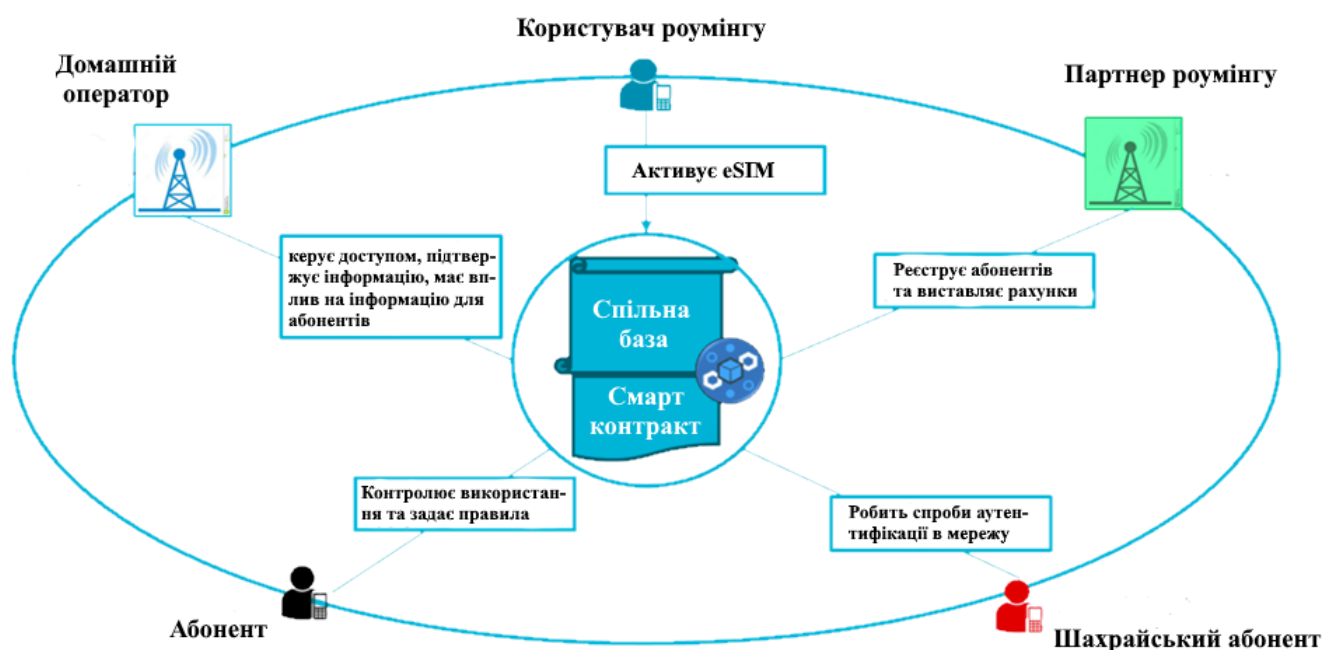 Користувач роумінгу
Домашній
оператор
Партнер роумінгу
Активує eSIM
керує доступом, підтвер-
жує інформацію, має вп-
лив на інформацію для
абонентів
Реєструє абонентів
та виставляє рахунки
Спільна
база
Смарт
контракт
Контролює використан-
ня та задає правила
Робить спроби аутен-
тифікації в мережу
Абонент
Шахрайський абонент